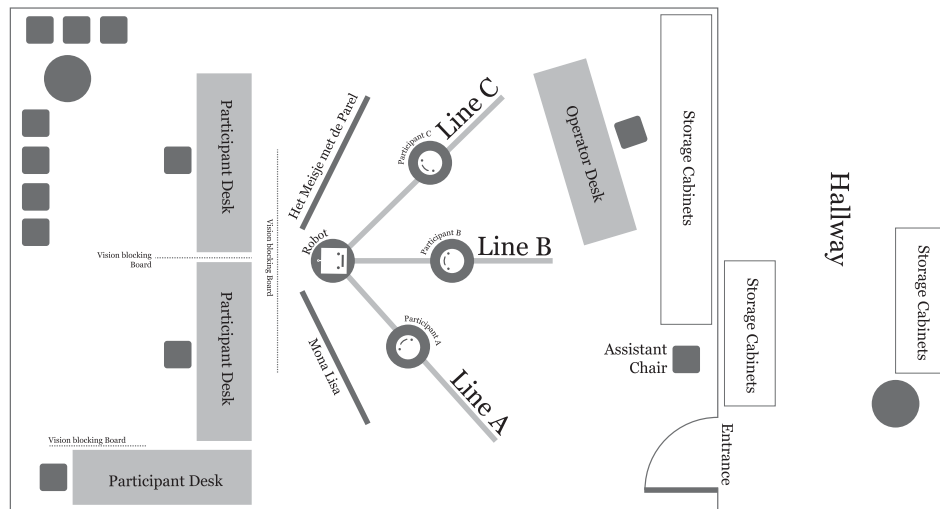 Participant Desk
Het Meisje met de Parel
Participant C
Line C
Operator Desk
Storage Cabinets
Hallway
Vision blocking
Board
Vision blocking Board
Robot
Participant B
Line B
Storage Cabinets
Storage Cabinets
Participant Desk
Mona Lisa
Participant A
Line A
Assistant
Chair
Entrance
Vision blocking Board
Participant Desk